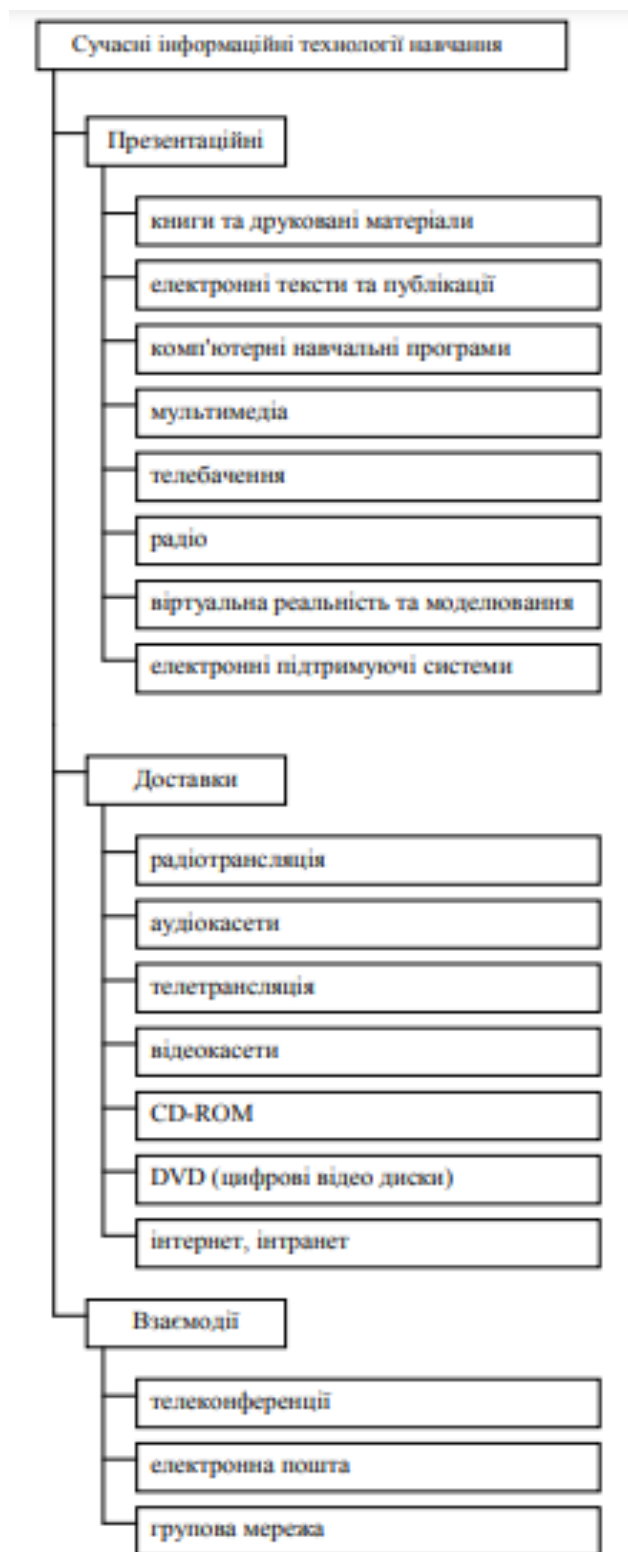 Сучасні інформаційні технології навчання
Презентаційні
книги та друковані матеріали
електронні тексти та публікації
комп'ютерні навчальні програми
мультимедіа
телебачення
радіо
віртуальна реальність та моделювання
електронні підтримуючі системи
Доставки
радіотрансляція
аудіокасети
телетрансляція
відеокасети
CD-ROM
DVD (цифрові відео диски)
інтернет, інтранет
Взаємодії
телеконференції
електронна пошта
групова мережа